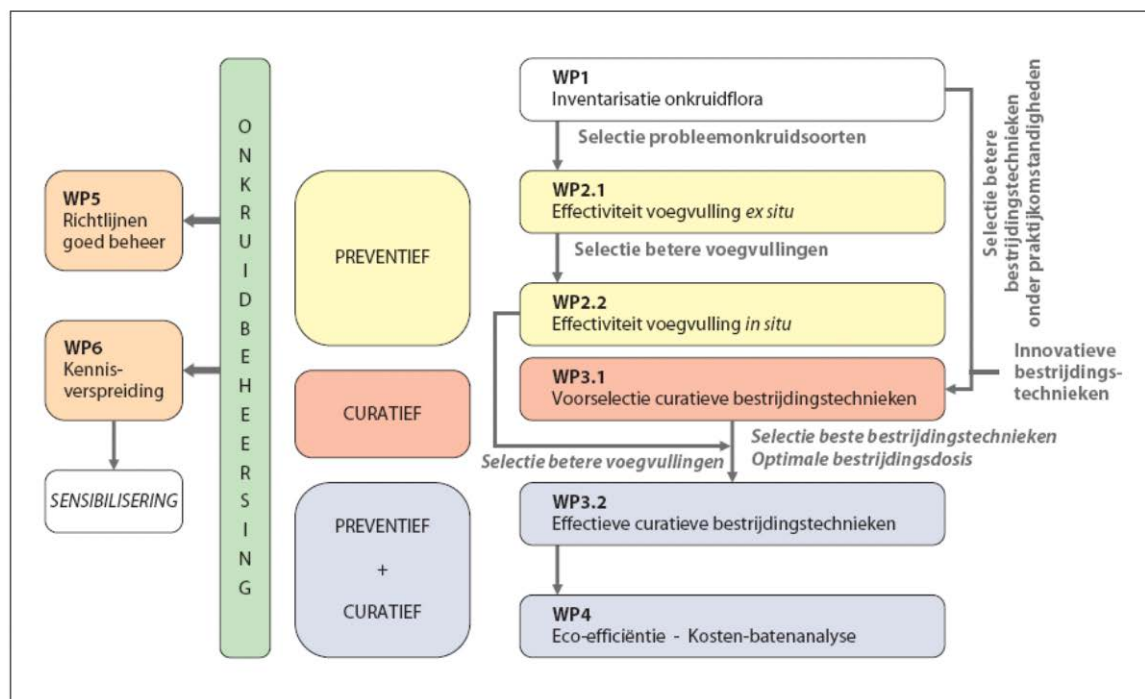 WP5
Richtlijnen
goed beheer
WP6
Kennis-
verspreiding
SENSIBILISERING
ONKRUIDBEHEERSING
PREVENTIEF
CURATIEF
PREVENTIEF
+
CURATIEF
WP1
Inventarisatie onkruidflora
Selectie probleemonkruidsoorten
WP2.1
Effectiviteit voegvulling ex situ
Selectie betere voegvullingen
WP2.2
Effectiviteit voegvulling in situ
WP3.1
Voorselectie curatieve bestrijdingstechnieken
Selectie betere voegvullingen
Selectie beste bestrijdingstechnieken
Optimale bestrijdingsdosis
WP3.2
Effectieve curatieve bestrijdingstechnieken
WP4
Eco-efficiëntie - Kosten-batenanalyse
Selectie betere
bestrijdingstechnieken
onder praktijkomstandigheden
Innovatieve
bestrijdings-
technieken